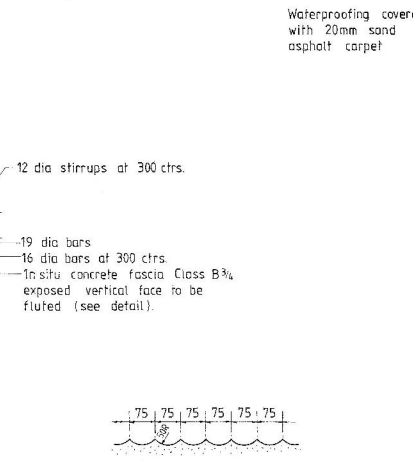 Waterproofing cover
with 20mm sand
asphalt carpet
12 dia stirrups at 300 ctrs.
19 dia bars
16 dia bars at 300 ctrs.
In situ concrete fascia Class B3/4
exposed vertical face to be
fluted (see detail).
75 75 75 75 75 75
50R